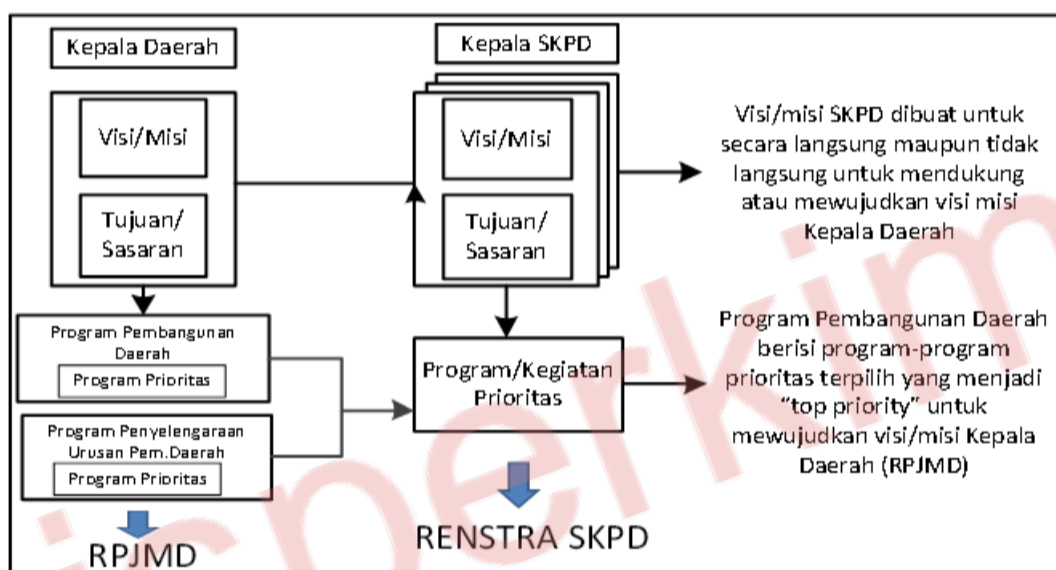 Kepala Daerah
Visi/Misi
Tujuan/
Sasaran
Program Pembangunan
Daerah
Program Prioritas
Program Penyelengaraan
Urusan Pem.Daerah
Program Prioritas
RPJMD
Kepala SKPD
Visi/Misi
Tujuan/
Sasaran
Program/Kegiatan
Prioritas
RENSTRA SKPD
Visi/misi SKPD dibuat untuk
secara langsung maupun tidak
langsung untuk mendukung
atau mewujudkan visi misi
Kepala Daerah
Program Pembangunan Daerah
berisi program-program
prioritas terpilih yang menjadi
“top priority” untuk
mewujudkan visi/misi Kepala
Daerah (RPJMD)